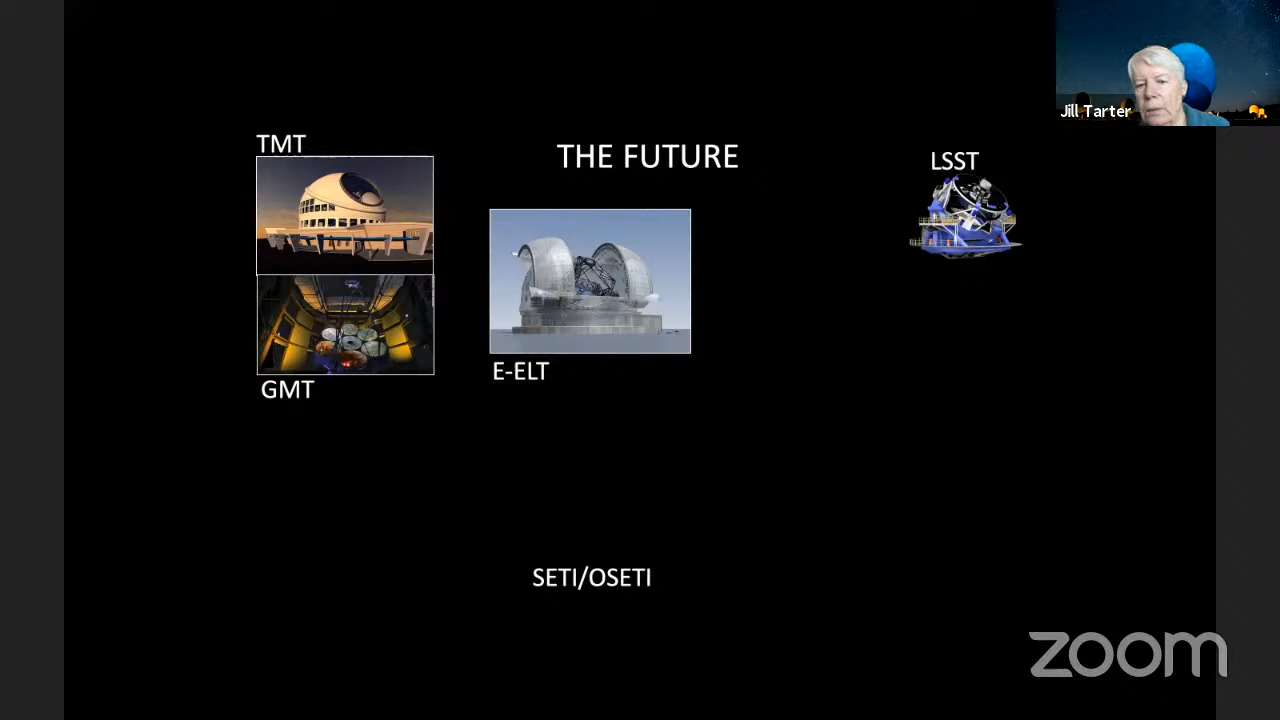 Jill Tarter
TMT
THE FUTURE
LSST
E-ELT
GMT
SETI/OSETI
zoom